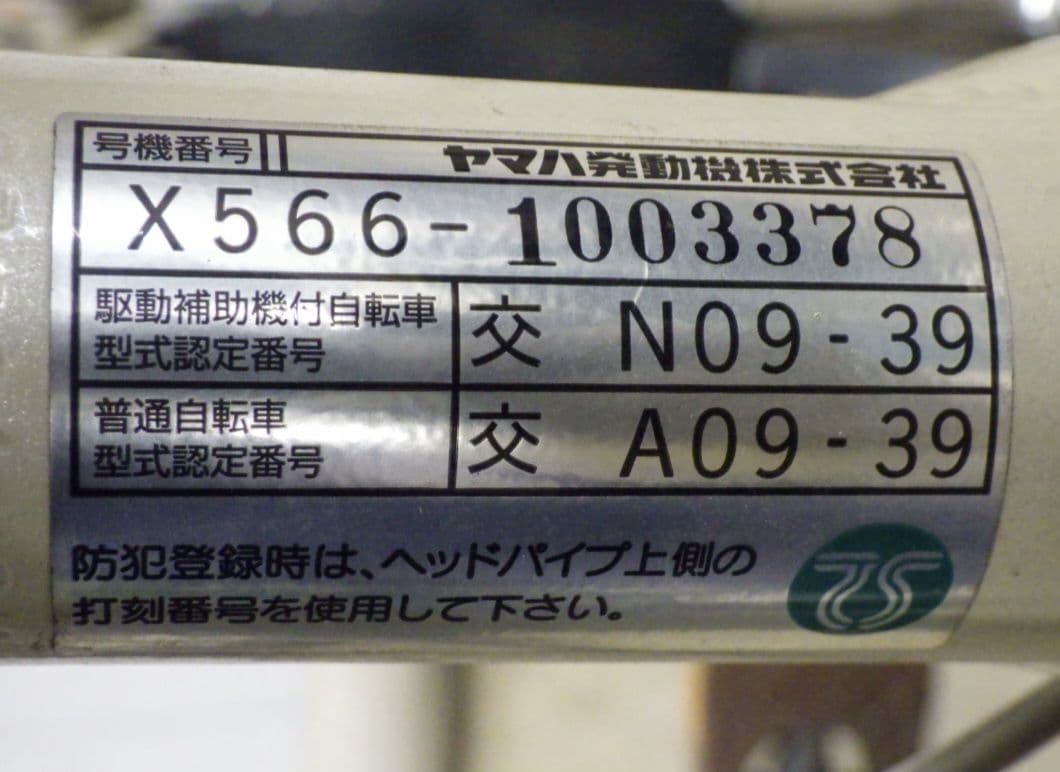 号機番号 ヤマハ発動機株式会社
X566-1003378
駆動補助機付自転車
型式認定番号 交 N09-39
普通自転車
型式認定番号 交 A09-39
防犯登録時は、ヘッドパイプ上側の
打刻番号を使用して下さい。
TS